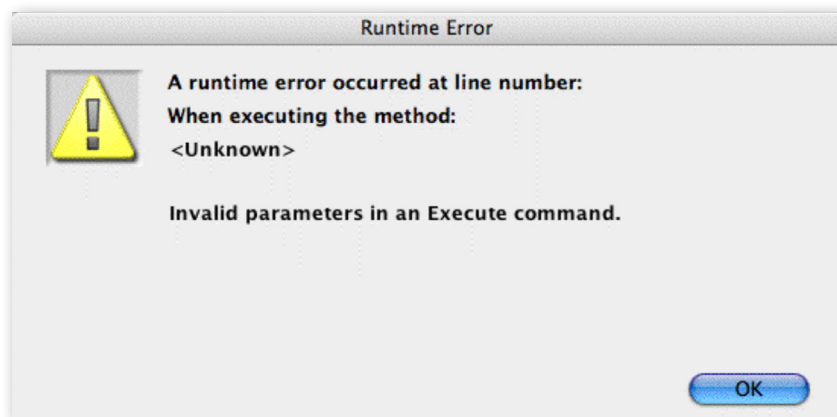 Runtime Error
A runtime error occurred at line number:
When executing the method:
<Unknown>
Invalid parameters in an Execute command.
OK